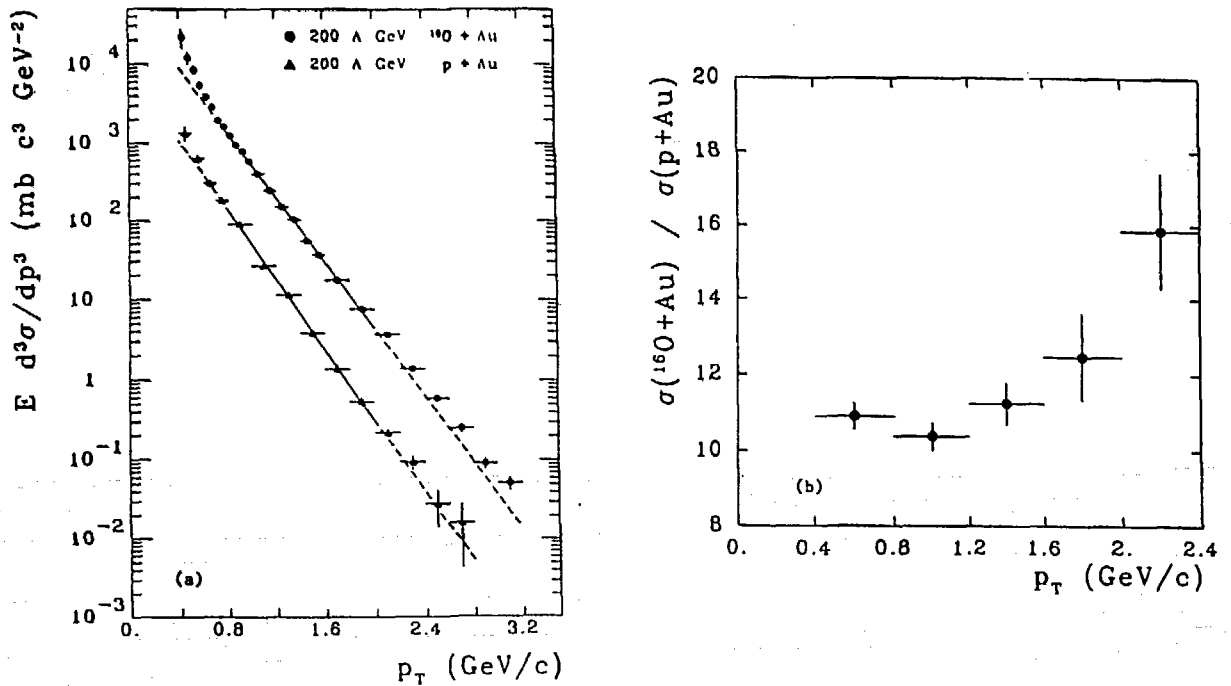 E d³σ/dp³ (mb c³ GeV⁻²)
● 200 A GeV ¹⁶O + Au
▲ 200 A GeV p + Au
10⁴
10³
10²
10
1
10⁻¹
10⁻²
10⁻³
(a)
0. 0.8 1.6 2.4 3.2
p_T (GeV/c)
σ(¹⁶O+Au) / σ(p+Au)
20
18
16
14
12
10
8
(b)
0. 0.4 0.8 1.2 1.6 2. 2.4
p_T (GeV/c)